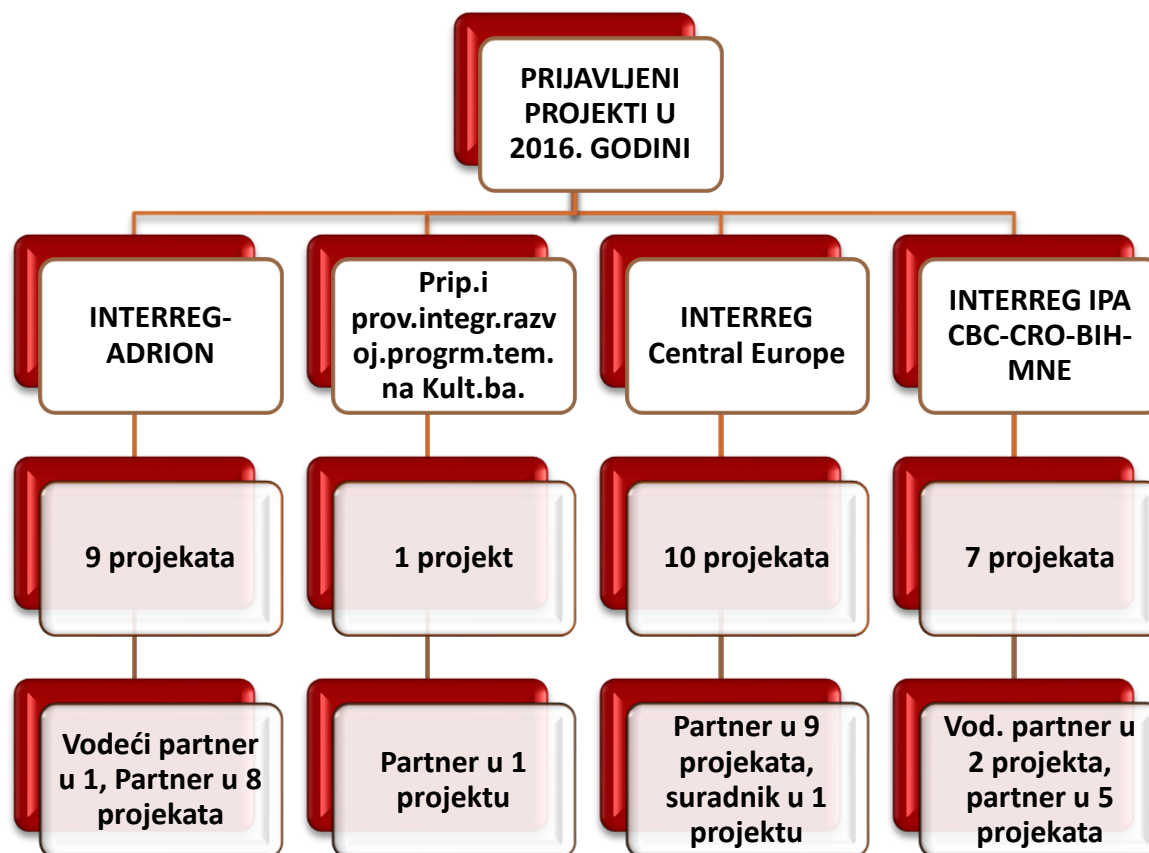 PRIJAVLJENI
PROJEKTI U
2016. GODINI
INTERREG-
ADRION
Prip.i
prov.integr.razv
oj.progrm.tem.
na Kult.ba.
INTERREG
Central Europe
INTERREG IPA
CBC-CRO-BIH-
MNE
9 projekata
1 projekt
10 projekata
7 projekata
Vodeći partner
u 1, Partner u 8
projekata
Partner u 1
projektu
Partner u 9
projekata,
suradnik u 1
projektu
Vod. partner u
2 projekta,
partner u 5
projekata